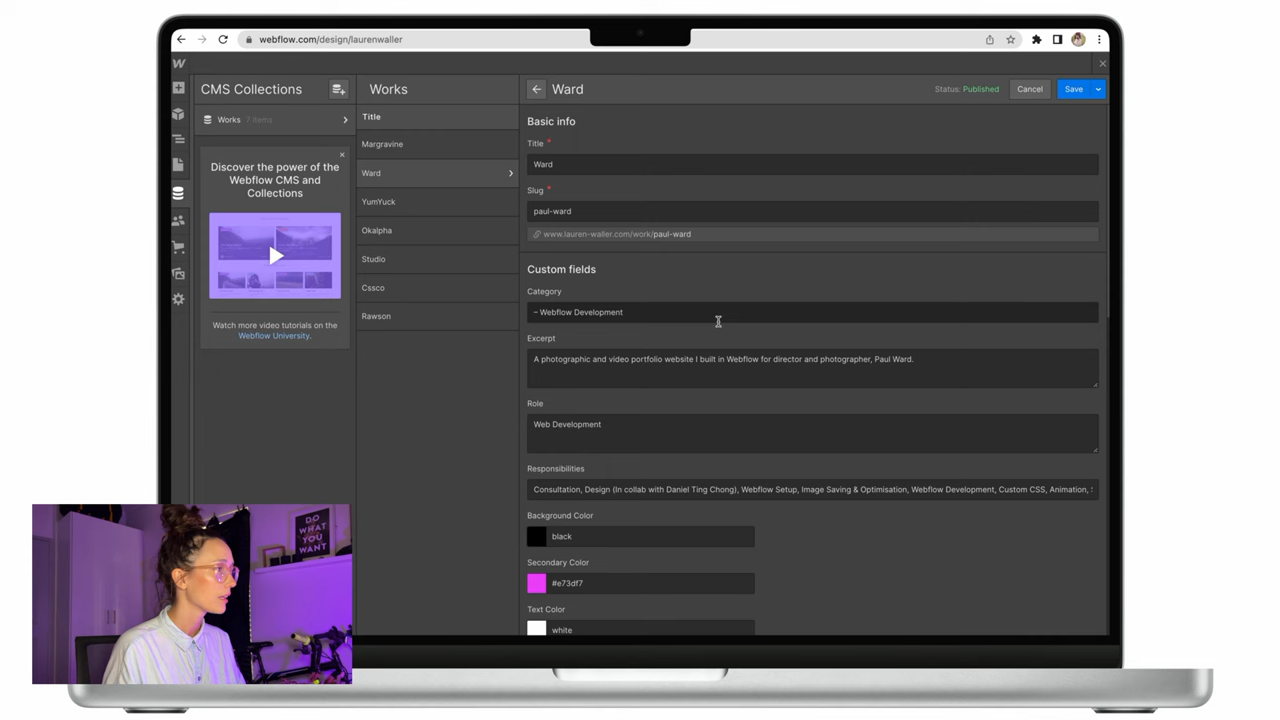 webflow.com/design/laurenwaller
CMS Collections
Works
Ward
Status: Published
Cancel
Save
Works 7 items
Discover the power of the
Webflow CMS and
Collections
Watch more video tutorials on the
Webflow University.
Title
Margravine
Ward
YumYuck
Okalpha
Studio
Cssco
Rawson
Basic info
Title *
Ward
Slug *
paul-ward
www.lauren-waller.com/work/paul-ward
Custom fields
Category
– Webflow Development
Excerpt
A photographic and video portfolio website I built in Webflow for director and photographer, Paul Ward.
Role
Web Development
Responsibilities
Consultation, Design (In collab with Daniel Ting Chong), Webflow Setup, Image Saving & Optimisation, Webflow Development, Custom CSS, Animation,
Background Color
black
Secondary Color
#e73df7
Text Color
white
DO
WHAT
YOU
WANT